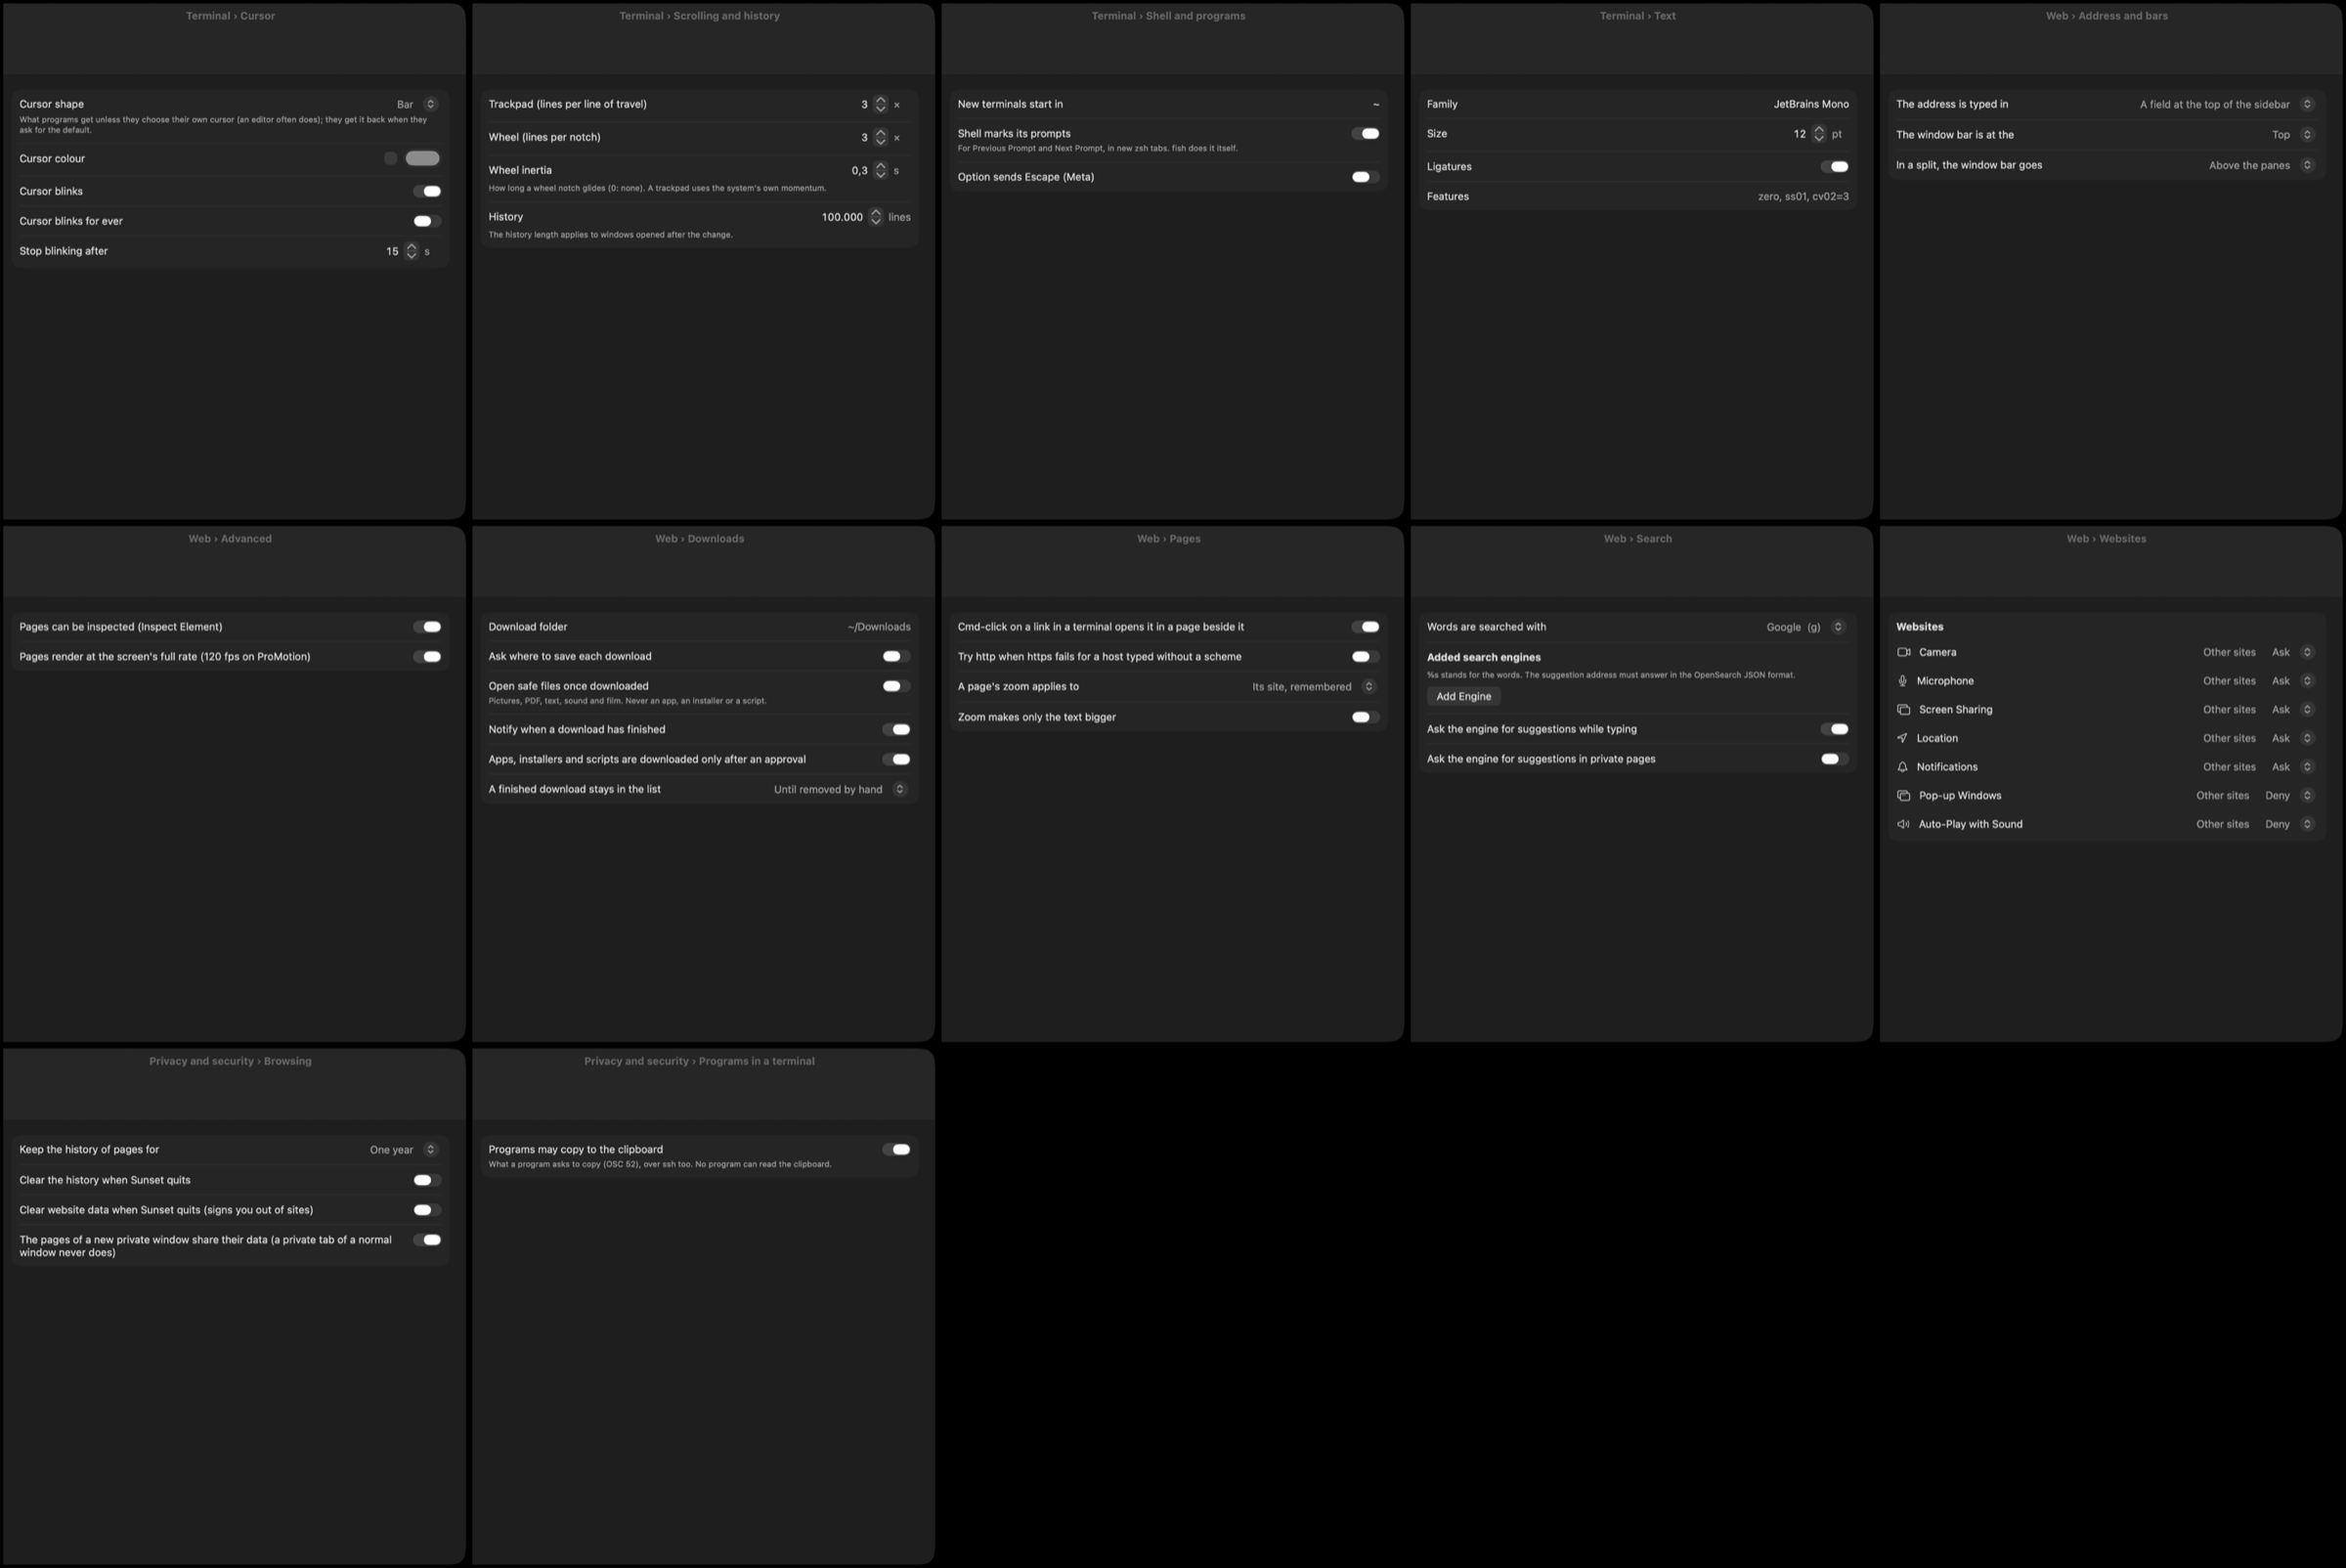 Terminal › Cursor
Cursor shape Bar
What programs get unless they choose their own cursor (an editor often does); they get it back when they
ask for the default.
Cursor colour
Cursor blinks
Cursor blinks for ever
Stop blinking after 15 s
Terminal › Scrolling and history
Trackpad (lines per line of travel) 3 ×
Wheel (lines per notch) 3 ×
Wheel inertia 0,3 s
How long a wheel notch glides (0: none). A trackpad uses the system's own momentum.
History 100.000 lines
The history length applies to windows opened after the change.
Terminal › Shell and programs
New terminals start in ~
Shell marks its prompts
For Previous Prompt and Next Prompt, in new zsh tabs. fish does it itself.
Option sends Escape (Meta)
Terminal › Text
Family JetBrains Mono
Size 12 pt
Ligatures
Features zero, ss01, cv02=3
Web › Address and bars
The address is typed in A field at the top of the sidebar
The window bar is at the Top
In a split, the window bar goes Above the panes
Web › Advanced
Pages can be inspected (Inspect Element)
Pages render at the screen's full rate (120 fps on ProMotion)
Web › Downloads
Download folder ~/Downloads
Ask where to save each download
Open safe files once downloaded
Pictures, PDF, text, sound and film. Never an app, an installer or a script.
Notify when a download has finished
Apps, installers and scripts are downloaded only after an approval
A finished download stays in the list Until removed by hand
Web › Pages
Cmd-click on a link in a terminal opens it in a page beside it
Try http when https fails for a host typed without a scheme
A page's zoom applies to Its site, remembered
Zoom makes only the text bigger
Web › Search
Words are searched with Google (g)
Added search engines
%s stands for the words. The suggestion address must answer in the OpenSearch JSON format.
Add Engine
Ask the engine for suggestions while typing
Ask the engine for suggestions in private pages
Web › Websites
Websites
Camera Other sites Ask
Microphone Other sites Ask
Screen Sharing Other sites Ask
Location Other sites Ask
Notifications Other sites Ask
Pop-up Windows Other sites Deny
Auto-Play with Sound Other sites Deny
Privacy and security › Browsing
Keep the history of pages for One year
Clear the history when Sunset quits
Clear website data when Sunset quits (signs you out of sites)
The pages of a new private window share their data (a private tab of a normal
window never does)
Privacy and security › Programs in a terminal
Programs may copy to the clipboard
What a program asks to copy (OSC 52), over ssh too. No program can read the clipboard.